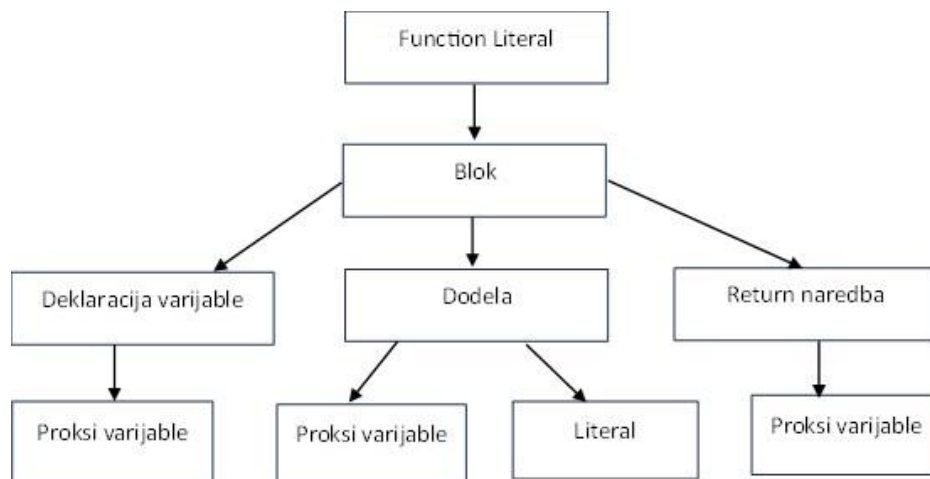 Function Literal
Blok
Deklaracija varijable
Dodela
Return naredba
Proksi varijable
Proksi varijable
Literal
Proksi varijable